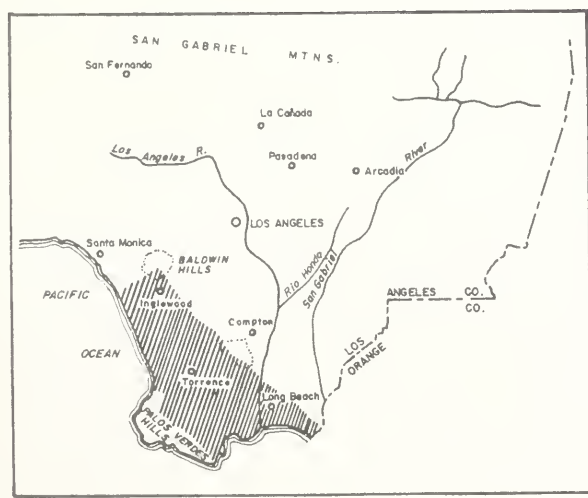 SAN GABRIEL MTNS.
San Fernando
La Cañada
Los Angeles R.
Pasadena
Arcadia
River
LOS ANGELES
Santa Monica
BALDWIN
HILLS
Rio Hondo
San Gabriel
PACIFIC
Inglewood
ANGELES CO.
CO.
Compton
OCEAN
LOS
ORANGE
Torrence
Long Beach
PALOS VERDES
HILLS